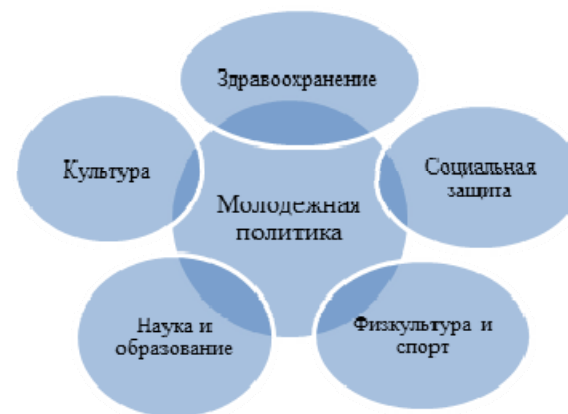 Здравоохранение
Культура
Социальная
защита
Молодежная
политика
Наука и
образование
Физкультура и
спорт